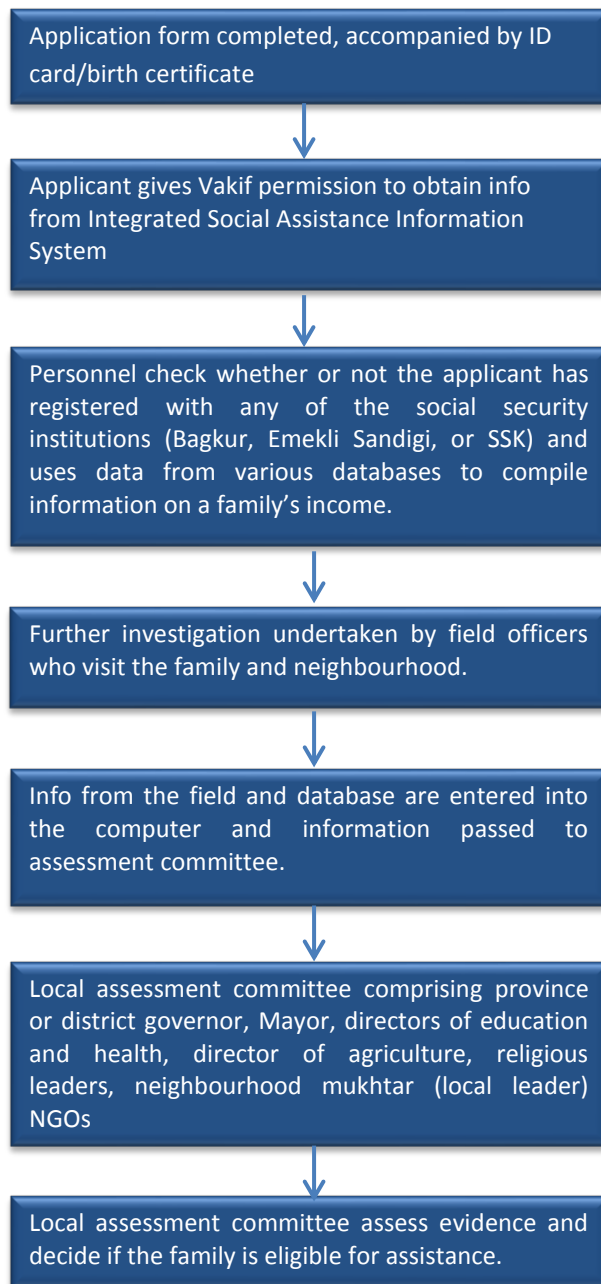 Application form completed, accompanied by ID
card/birth certificate
Applicant gives Vakif permission to obtain info
from Integrated Social Assistance Information
System
Personnel check whether or not the applicant has
registered with any of the social security
institutions (Bagkur, Emekli Sandigi, or SSK) and
uses data from various databases to compile
information on a family’s income.
Further investigation undertaken by field officers
who visit the family and neighbourhood.
Info from the field and database are entered into
the computer and information passed to
assessment committee.
Local assessment committee comprising province
or district governor, Mayor, directors of education
and health, director of agriculture, religious
leaders, neighbourhood mukhtar (local leader)
NGOs
Local assessment committee assess evidence and
decide if the family is eligible for assistance.